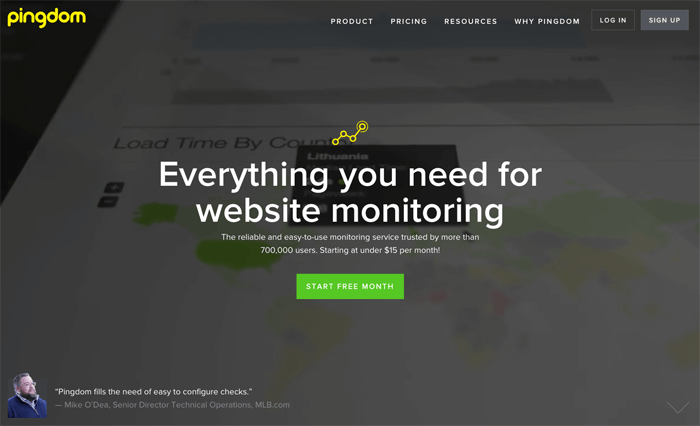 pingdom
PRODUCT PRICING RESOURCES WHY PINGDOM LOG IN SIGN UP
Load Time By Coun
Lithuania
Everything you need for
website monitoring
The reliable and easy-to-use monitoring service trusted by more than
700,000 users. Starting at under $15 per month!
START FREE MONTH
“Pingdom fills the need of easy to configure checks.”
— Mike O'Dea, Senior Director Technical Operations, MLB.com